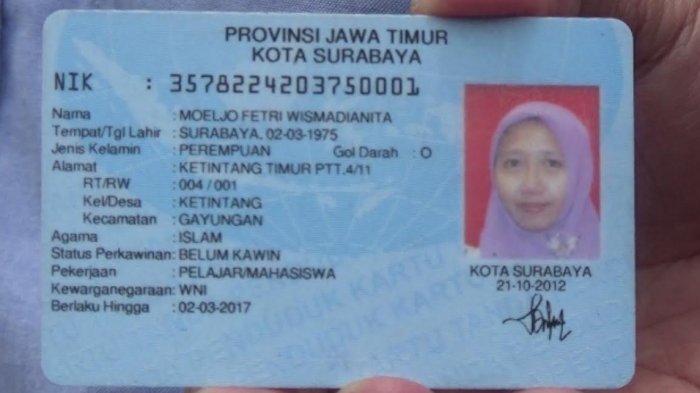 PROVINSI JAWA TIMUR
KOTA SURABAYA
NIK : 3578224203750001
Nama : MOELJO FETRI WISMADIANITA
Tempat/Tgl Lahir : SURABAYA, 02-03-1975
Jenis Kelamin : PEREMPUAN Gol Darah : O
Alamat : KETINTANG TIMUR PTT.4/11
RT/RW : 004 / 001
Kel/Desa : KETINTANG
Kecamatan : GAYUNGAN
Agama : ISLAM
Status Perkawinan: BELUM KAWIN
Pekerjaan : PELAJAR/MAHASISWA
Kewarganegaraan: WNI
Berlaku Hingga : 02-03-2017
KOTA SURABAYA
21-10-2012